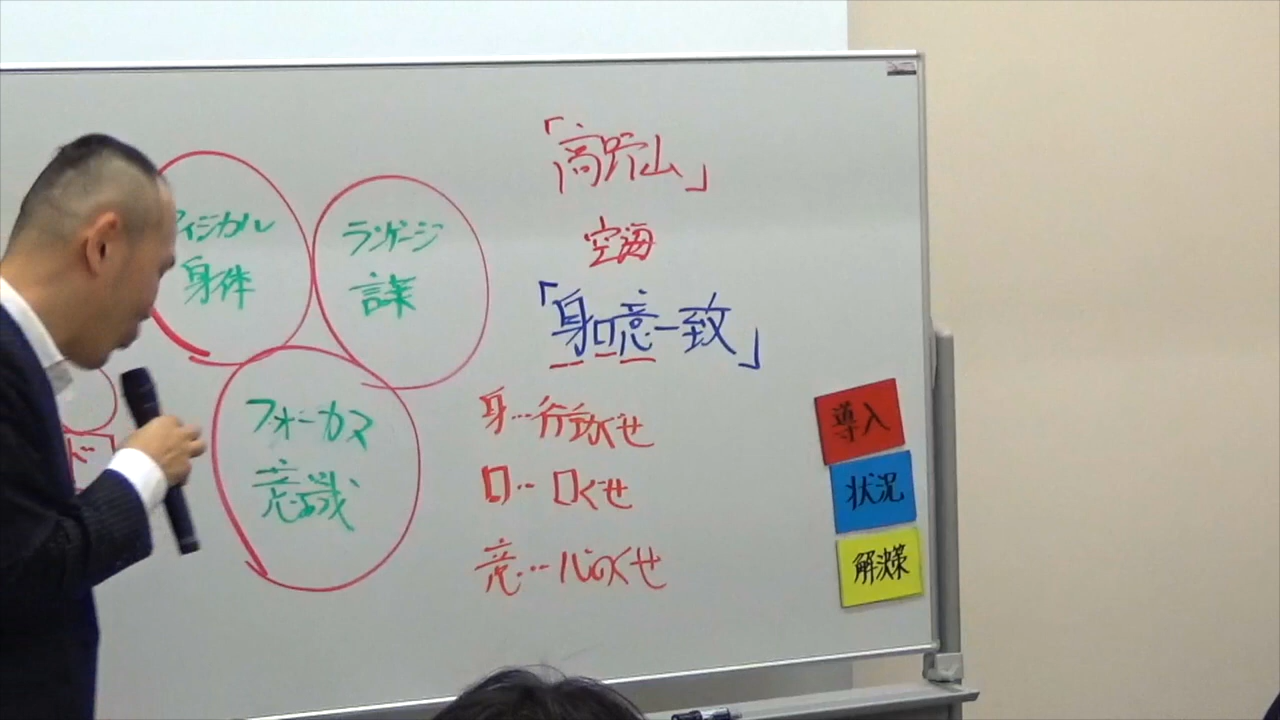 ィジカル
身体
ランゲージ
言葉
フォーカス
意識
ド
「高野山」
空海
「身口意一致」
身…行動ぐせ
口…口ぐせ
意…心のくせ
導入
状況
解決策